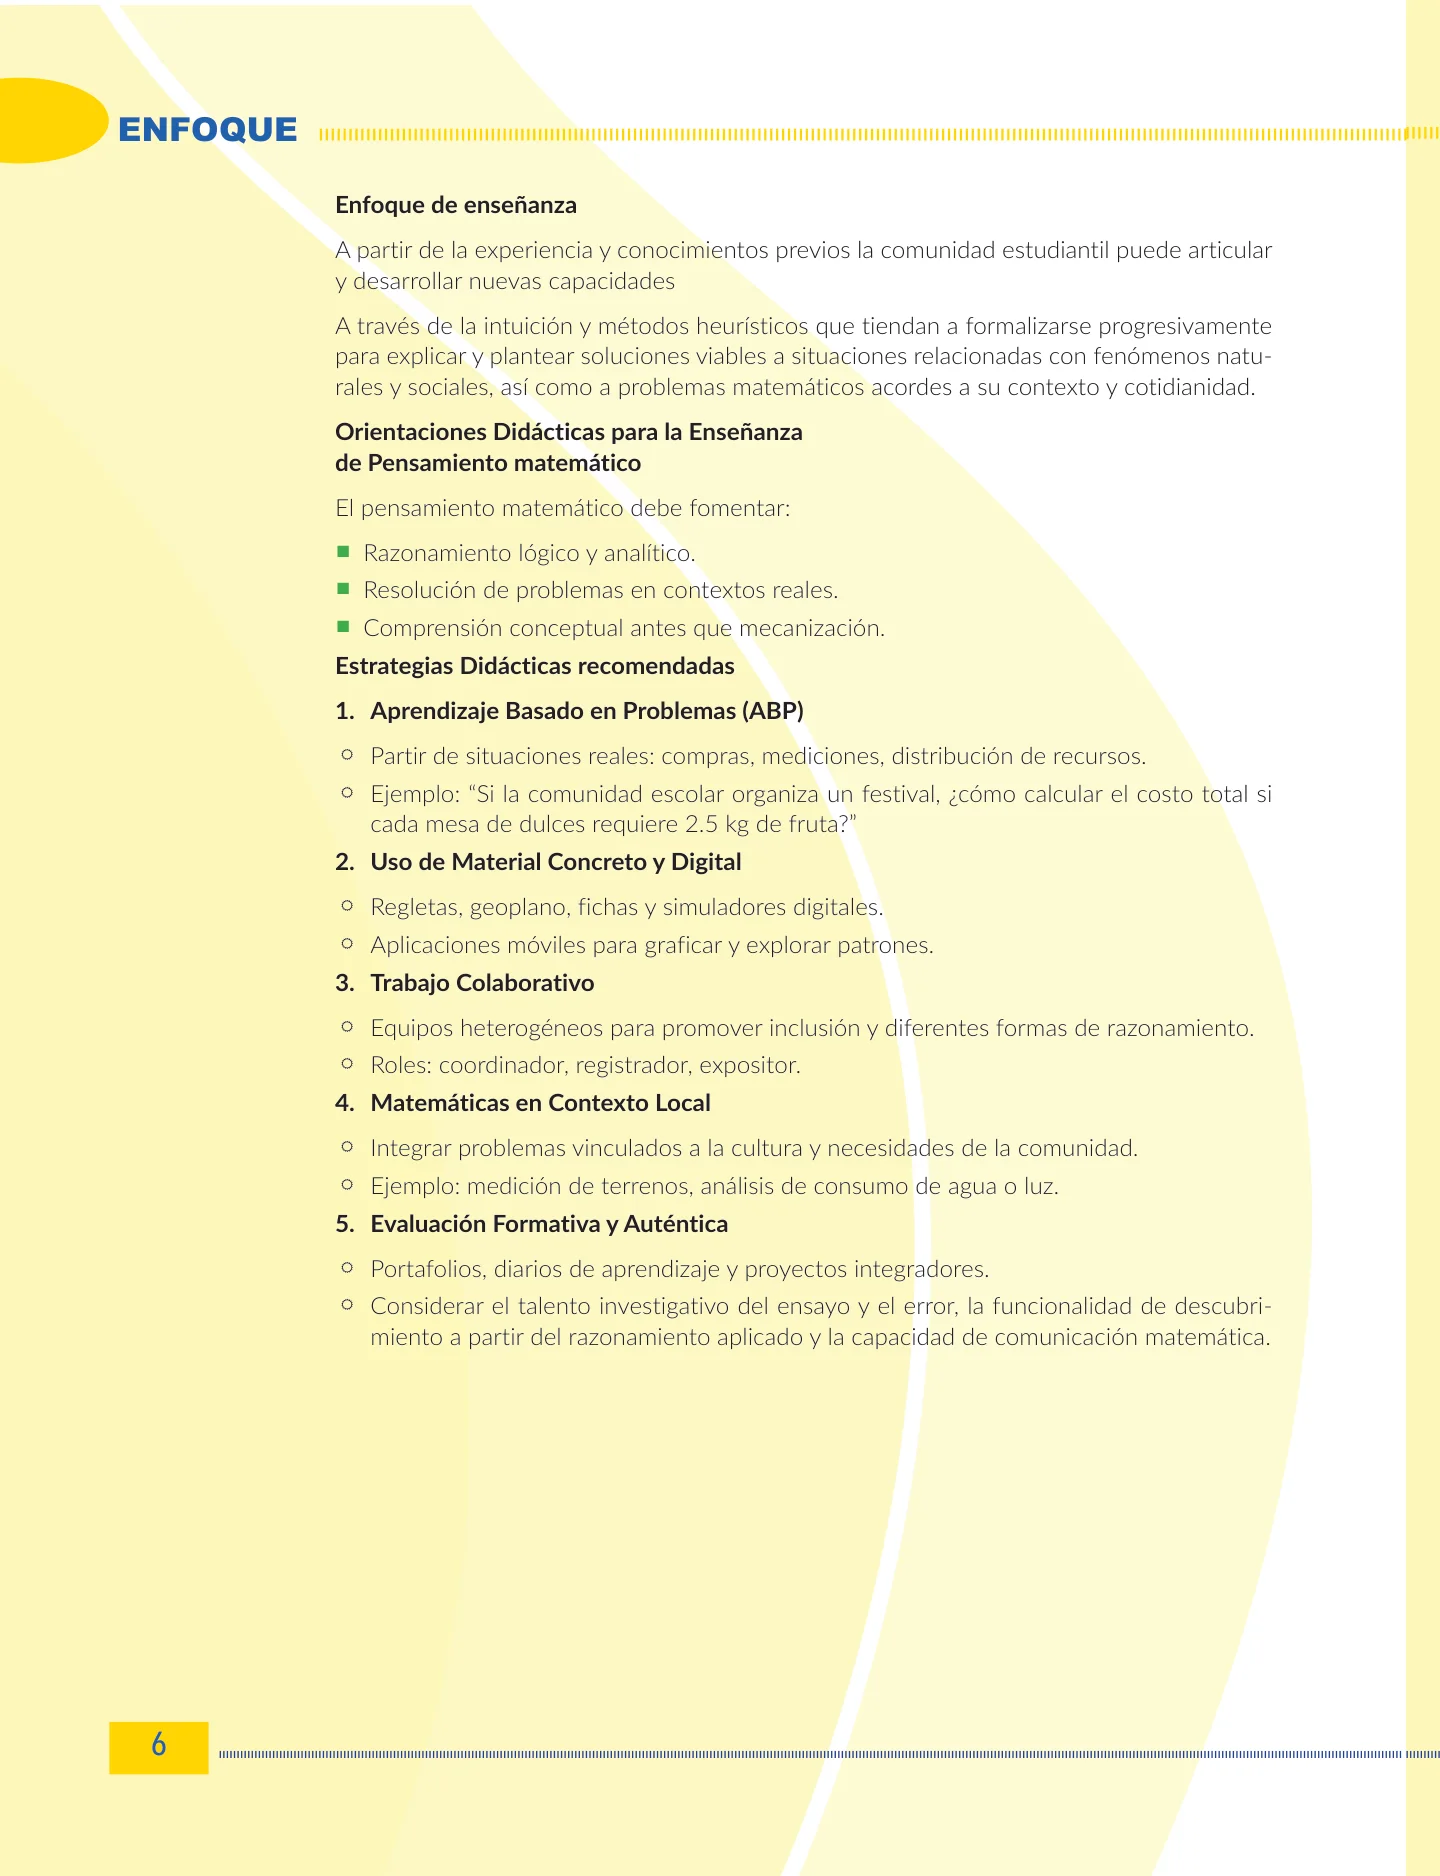 ENFOQUE
Enfoque de enseñanza
A partir de la experiencia y conocimientos previos la comunidad estudiantil puede articular
y desarrollar nuevas capacidades
A través de la intuición y métodos heurísticos que tiendan a formalizarse progresivamente
para explicar y plantear soluciones viables a situaciones relacionadas con fenómenos natu-
rales y sociales, así como a problemas matemáticos acordes a su contexto y cotidianidad.
Orientaciones Didácticas para la Enseñanza
de Pensamiento matemático
El pensamiento matemático debe fomentar:
▪ Razonamiento lógico y analítico.
▪ Resolución de problemas en contextos reales.
▪ Comprensión conceptual antes que mecanización.
Estrategias Didácticas recomendadas
1. Aprendizaje Basado en Problemas (ABP)
○ Partir de situaciones reales: compras, mediciones, distribución de recursos.
○ Ejemplo: “Si la comunidad escolar organiza un festival, ¿cómo calcular el costo total si
cada mesa de dulces requiere 2.5 kg de fruta?”
2. Uso de Material Concreto y Digital
○ Regletas, geoplano, fichas y simuladores digitales.
○ Aplicaciones móviles para graficar y explorar patrones.
3. Trabajo Colaborativo
○ Equipos heterogéneos para promover inclusión y diferentes formas de razonamiento.
○ Roles: coordinador, registrador, expositor.
4. Matemáticas en Contexto Local
○ Integrar problemas vinculados a la cultura y necesidades de la comunidad.
○ Ejemplo: medición de terrenos, análisis de consumo de agua o luz.
5. Evaluación Formativa y Auténtica
○ Portafolios, diarios de aprendizaje y proyectos integradores.
○ Considerar el talento investigativo del ensayo y el error, la funcionalidad de descubri-
miento a partir del razonamiento aplicado y la capacidad de comunicación matemática.
6